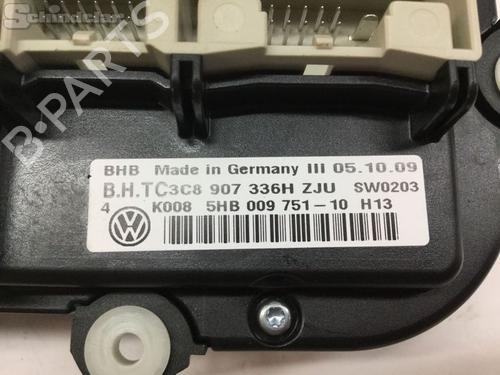 Schneider
B-PARTS
BHB Made in Germany III 05.10.09
B.H.TC3C8 907 336H ZJU SW0203
4 K008 5HB 009 751-10 H13